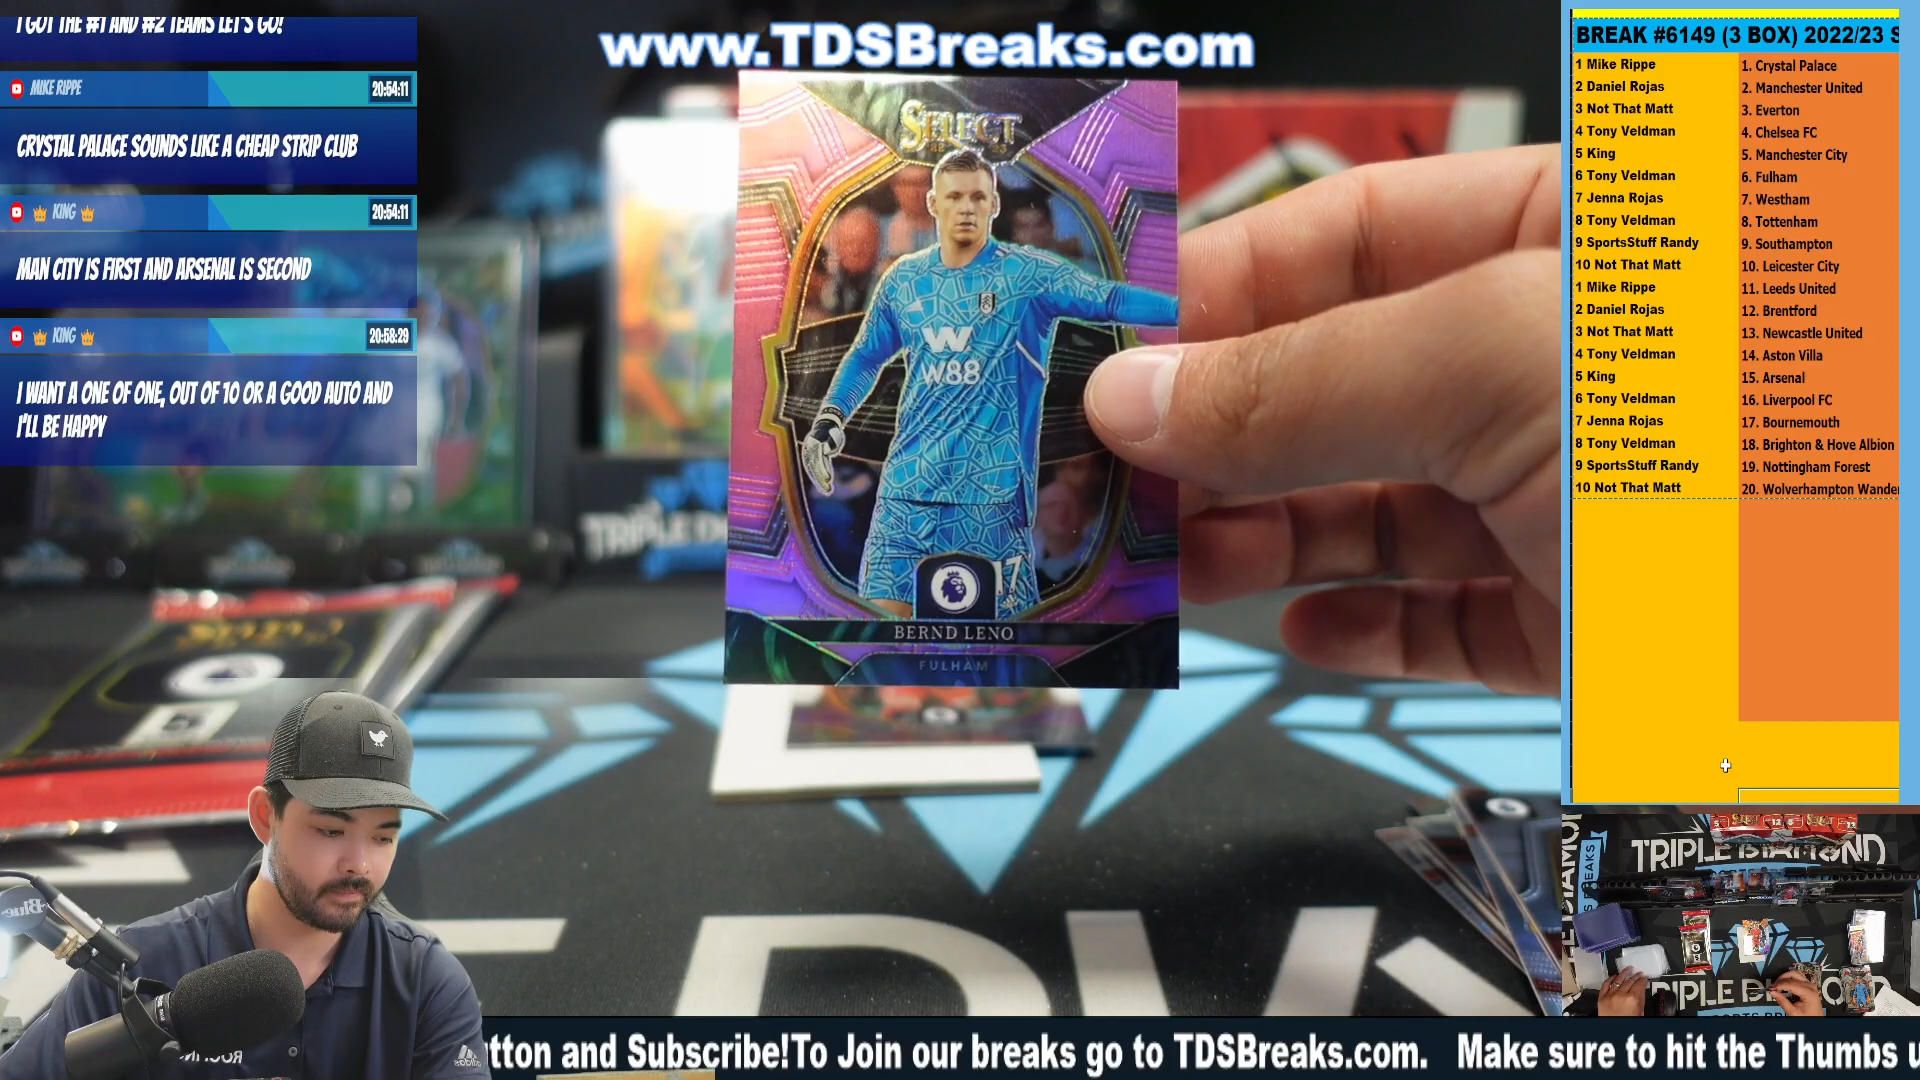 I GOT THE #1 AND #2 TEAMS LET'S GO!
MIKE RIPPE 20:54:11
CRYSTAL PALACE SOUNDS LIKE A CHEAP STRIP CLUB
KING 20:54:11
MAN CITY IS FIRST AND ARSENAL IS SECOND
KING 20:58:29
I WANT A ONE OF ONE, OUT OF 10 OR A GOOD AUTO AND
I'LL BE HAPPY
www.TDSBreaks.com
SELECT
W
W88
17
BERND LENO
FULHAM
TRIPLE
BREAK #6149 (3 BOX) 2022/23 S
1 Mike Rippe 1. Crystal Palace
2 Daniel Rojas 2. Manchester United
3 Not That Matt 3. Everton
4 Tony Veldman 4. Chelsea FC
5 King 5. Manchester City
6 Tony Veldman 6. Fulham
7 Jenna Rojas 7. Westham
8 Tony Veldman 8. Tottenham
9 SportsStuff Randy 9. Southampton
10 Not That Matt 10. Leicester City
1 Mike Rippe 11. Leeds United
2 Daniel Rojas 12. Brentford
3 Not That Matt 13. Newcastle United
4 Tony Veldman 14. Aston Villa
5 King 15. Arsenal
6 Tony Veldman 16. Liverpool FC
7 Jenna Rojas 17. Bournemouth
8 Tony Veldman 18. Brighton & Hove Albion
9 SportsStuff Randy 19. Nottingham Forest
10 Not That Matt 20. Wolverhampton Wande
TRIPLE DIAMOND
BREAKS
Blue
adidas
tton and Subscribe!To Join our breaks go to TDSBreaks.com. Make sure to hit the Thumbs u